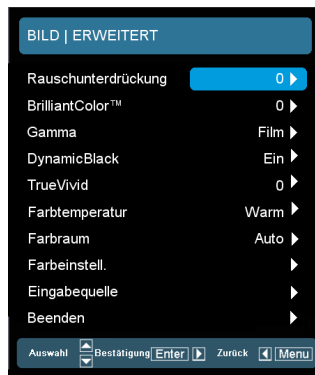 BILD | ERWEITERT
Rauschunterdrückung 0
BrilliantColor™ 0
Gamma Film
DynamicBlack Ein
TrueVivid 0
Farbtemperatur Warm
Farbraum Auto
Farbeinstell.
Eingabequelle
Beenden
Auswahl Bestätigung Enter Zurück Menu